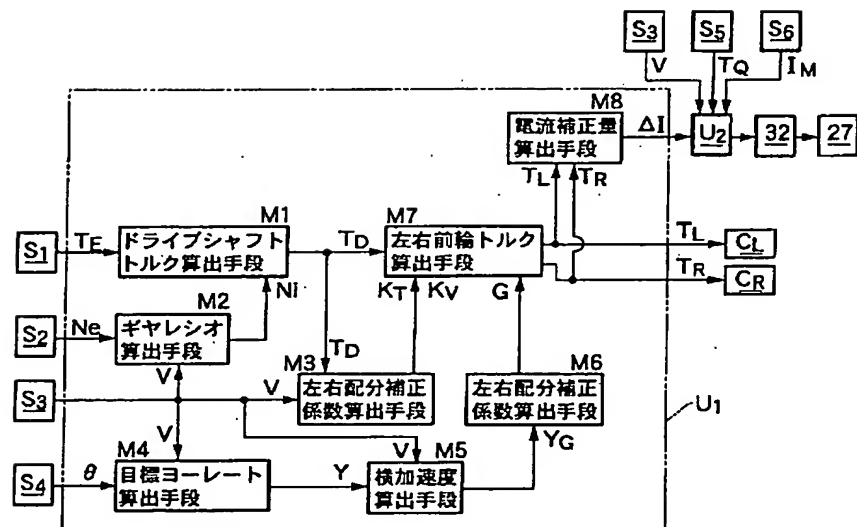 S3
S5
S6
V
TQ
IM
M8
電流補正量
算出手段
ΔI
U2
32
27
TL
TR
M1
M7
S1
TE
ドライブシャフト
トルク算出手段
TD
左右前輪トルク
算出手段
TL
CL
TR
CR
Ni
KT
KV
G
M2
S2
Ne
ギヤレシオ
算出手段
TD
M3
M6
V
S3
V
左右配分補正
係数算出手段
左右配分補正
係数算出手段
U1
V
V
M4
M5
YG
S4
θ
目標ヨーレート
算出手段
Y
横加速度
算出手段